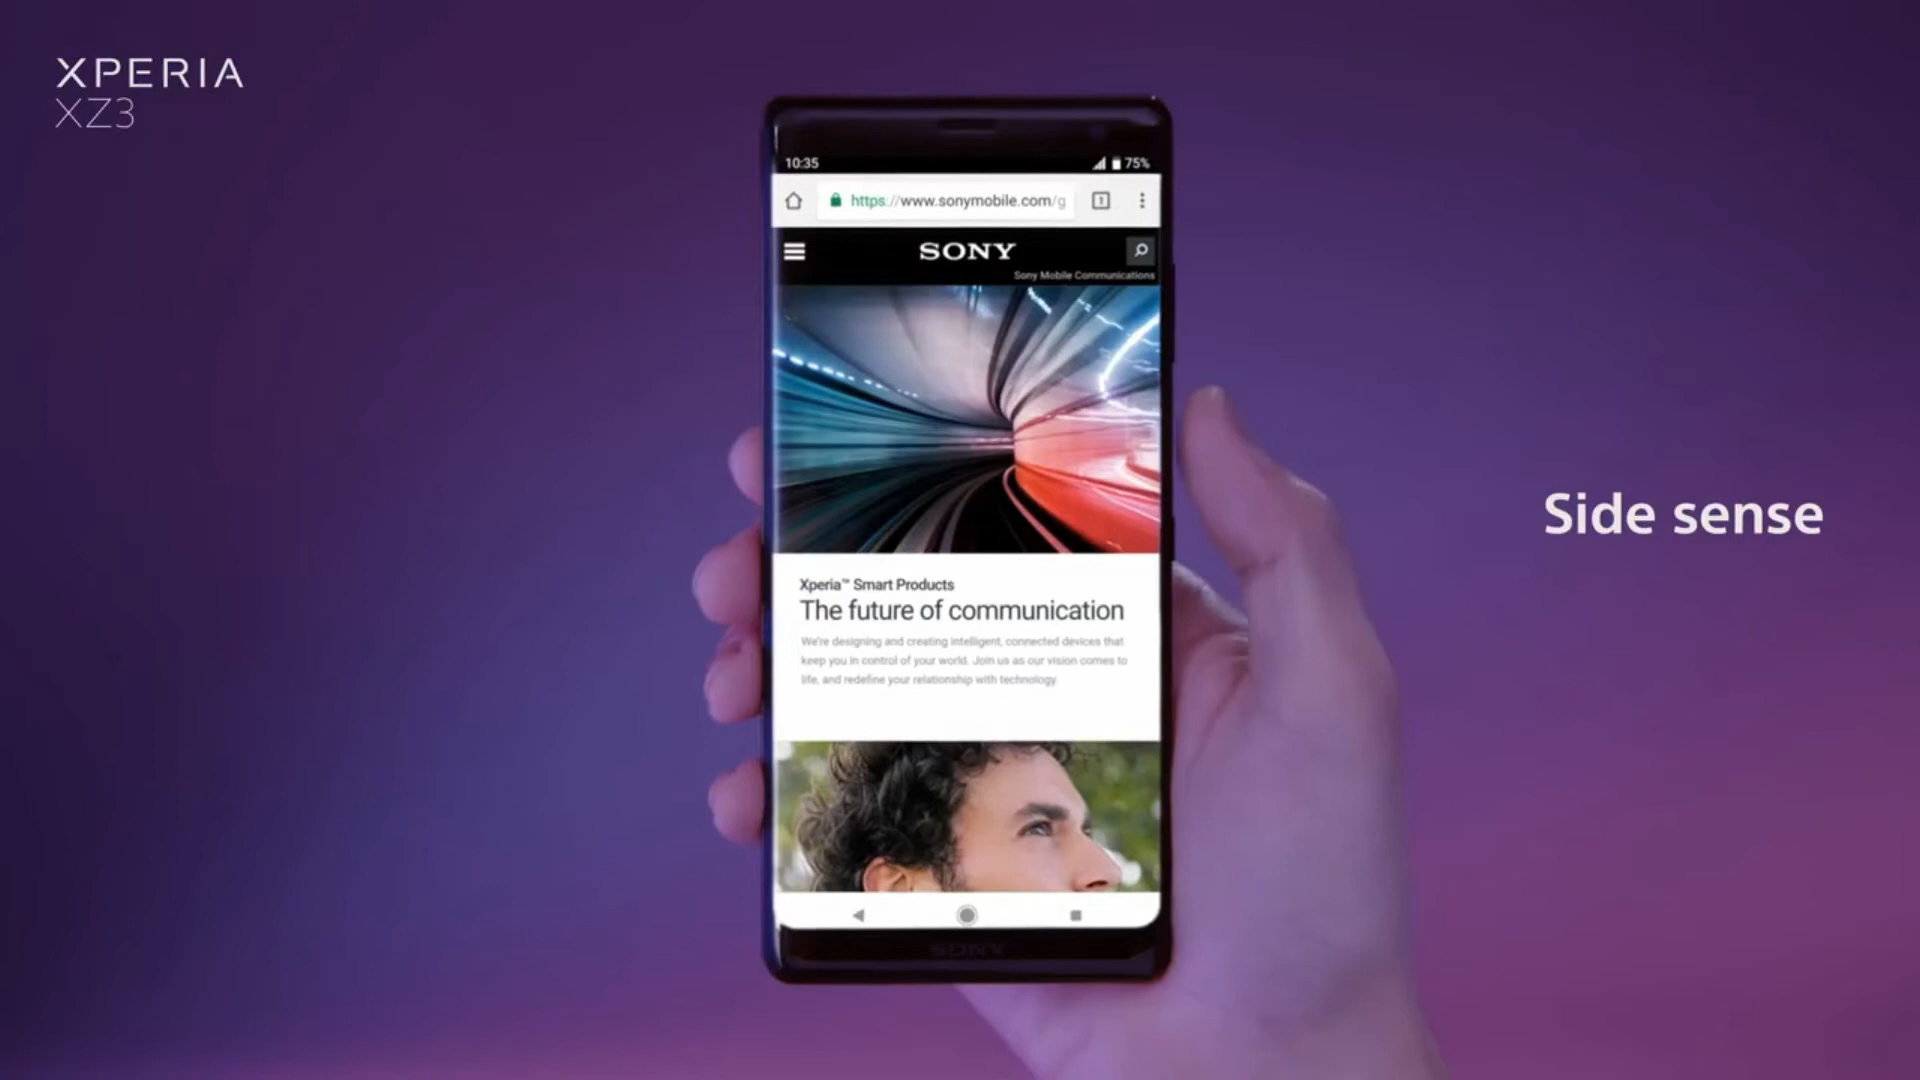 XPERIA
XZ3
10:35
75%
https://www.sonymobile.com/g
1
SONY
Sony Mobile Communications
Xperia™ Smart Products
The future of communication
We're designing and creating intelligent, connected devices that
keep you in control of your world. Join us as our vision comes to
life, and redefine your relationship with technology.
SONY
Side sense